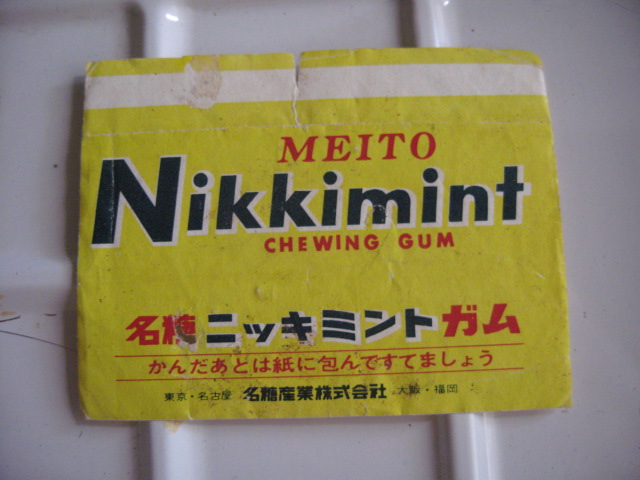 MEITO
Nikkimint
CHEWING GUM
名糖ニッキミントガム
かんだあとは紙に包んですてましょう
東京・名古屋 名糖産業株式会社 大阪・福岡